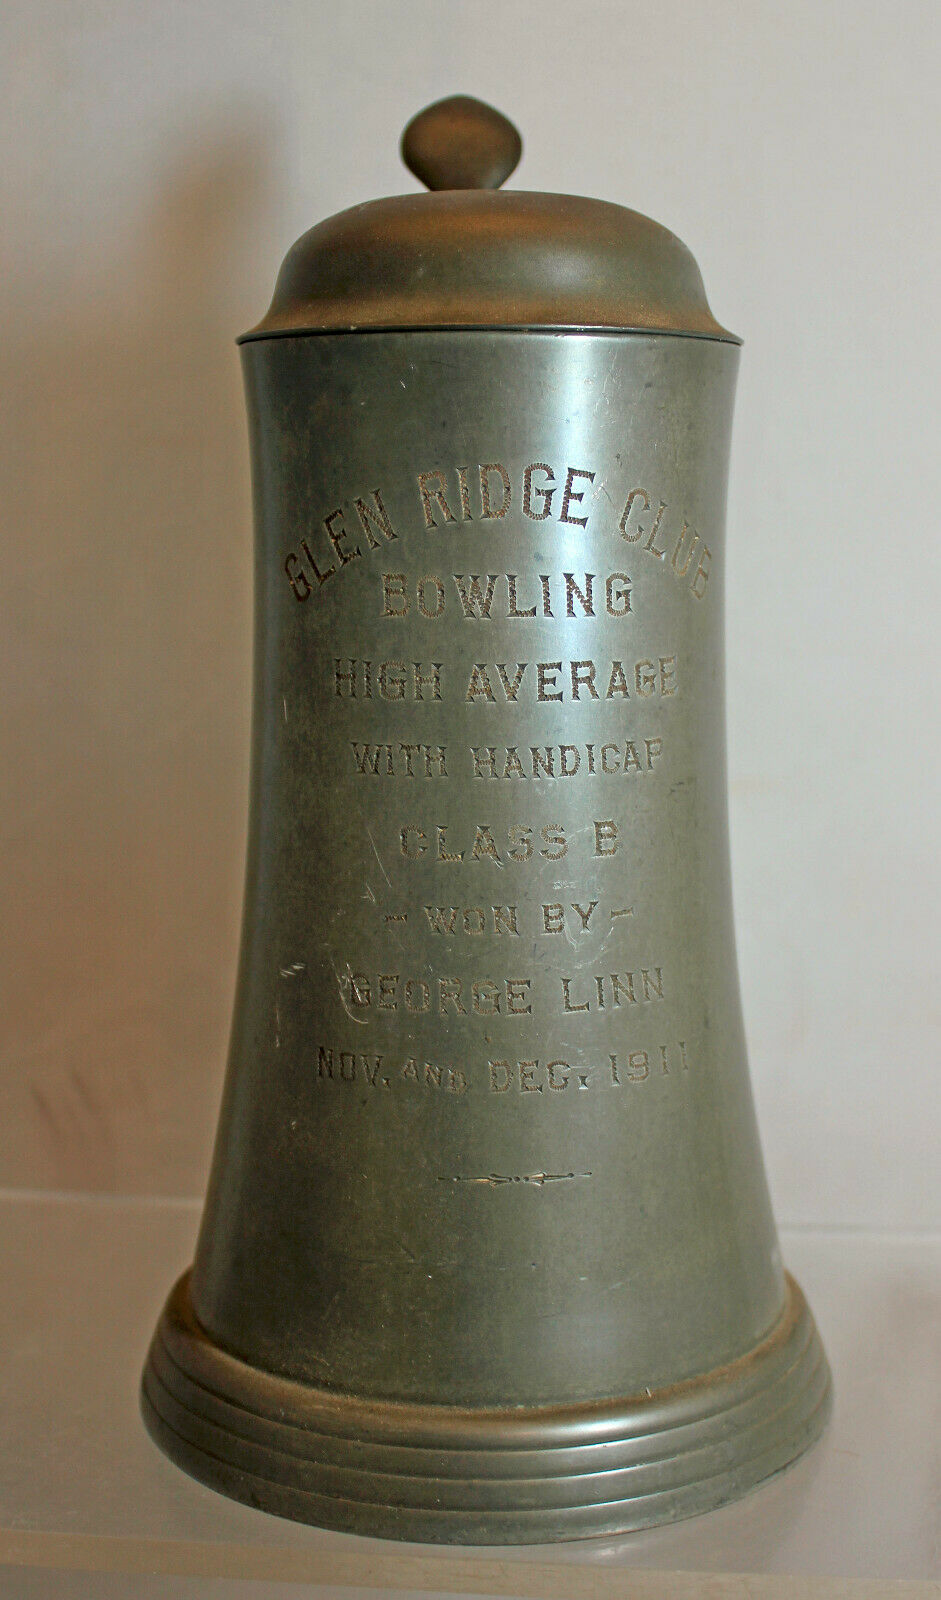 GLEN RIDGE CLUB
BOWLING
HIGH AVERAGE
WITH HANDICAP
CLASS B
- WON BY -
GEORGE LINN
NOV. AND DEC. 1911